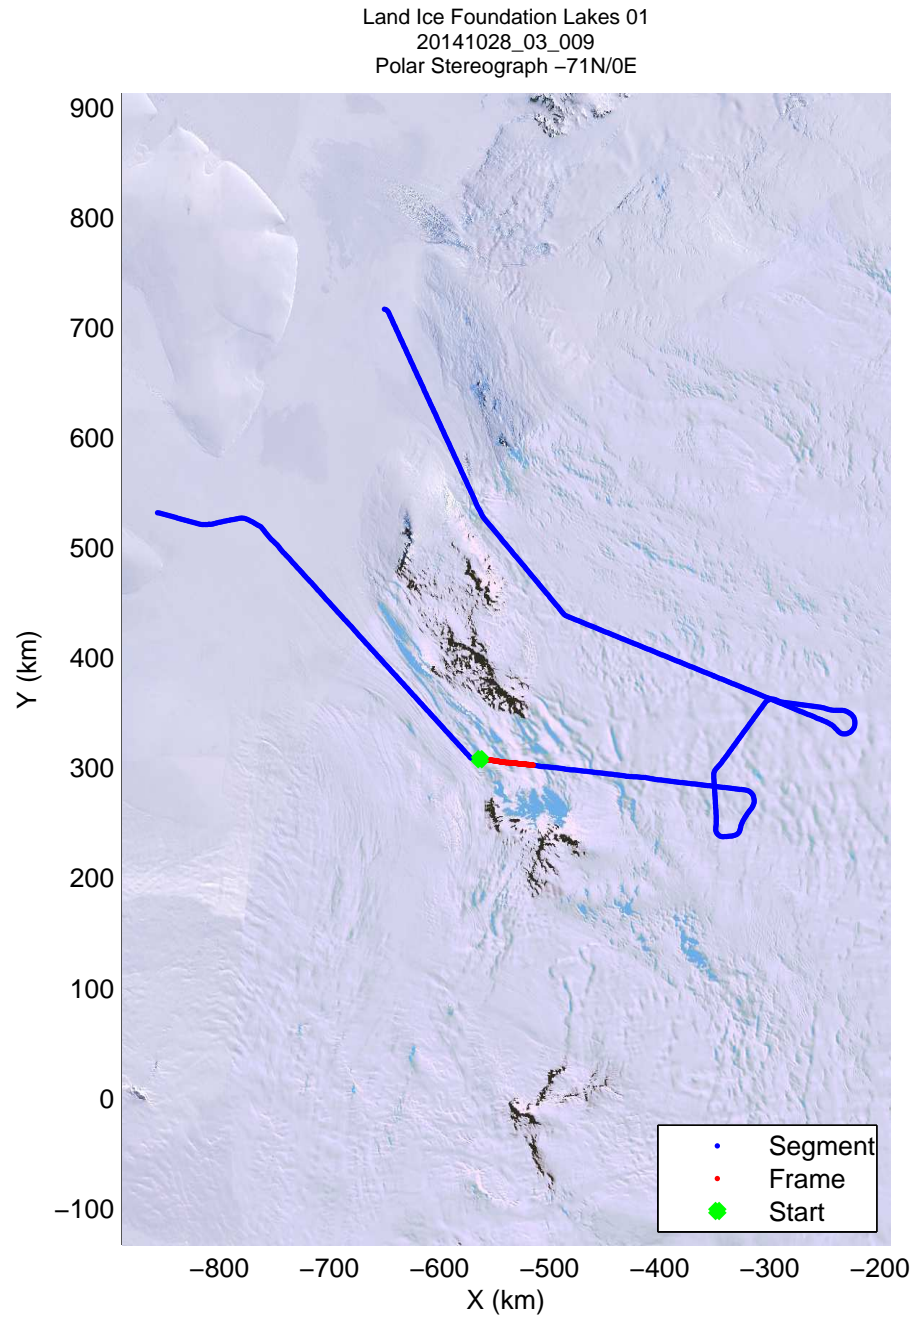 Land Ice Foundation Lakes 01
20141028_03_009
Polar Stereograph −71N/0E
900
800
700
600
500
400
300
200
100
0
−100
Y (km)
−800
−700
−600
−500
−400
−300
−200
X (km)
Segment
Frame
Start